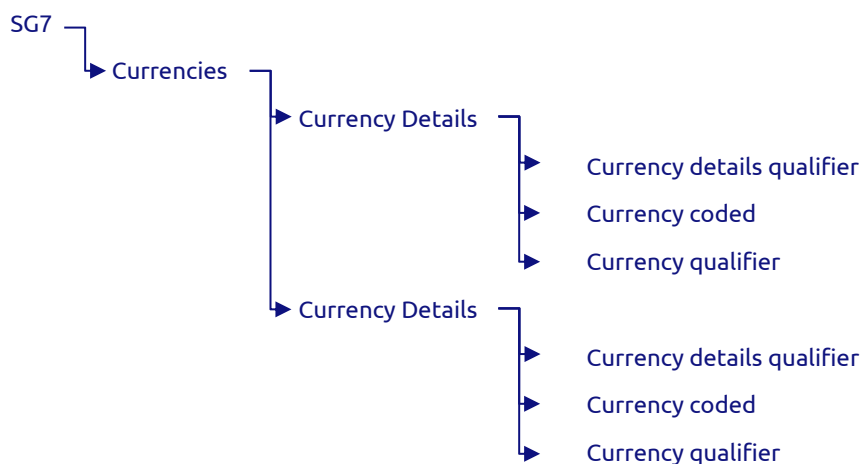 SG7
Currencies
Currency Details
Currency details qualifier
Currency coded
Currency qualifier
Currency Details
Currency details qualifier
Currency coded
Currency qualifier